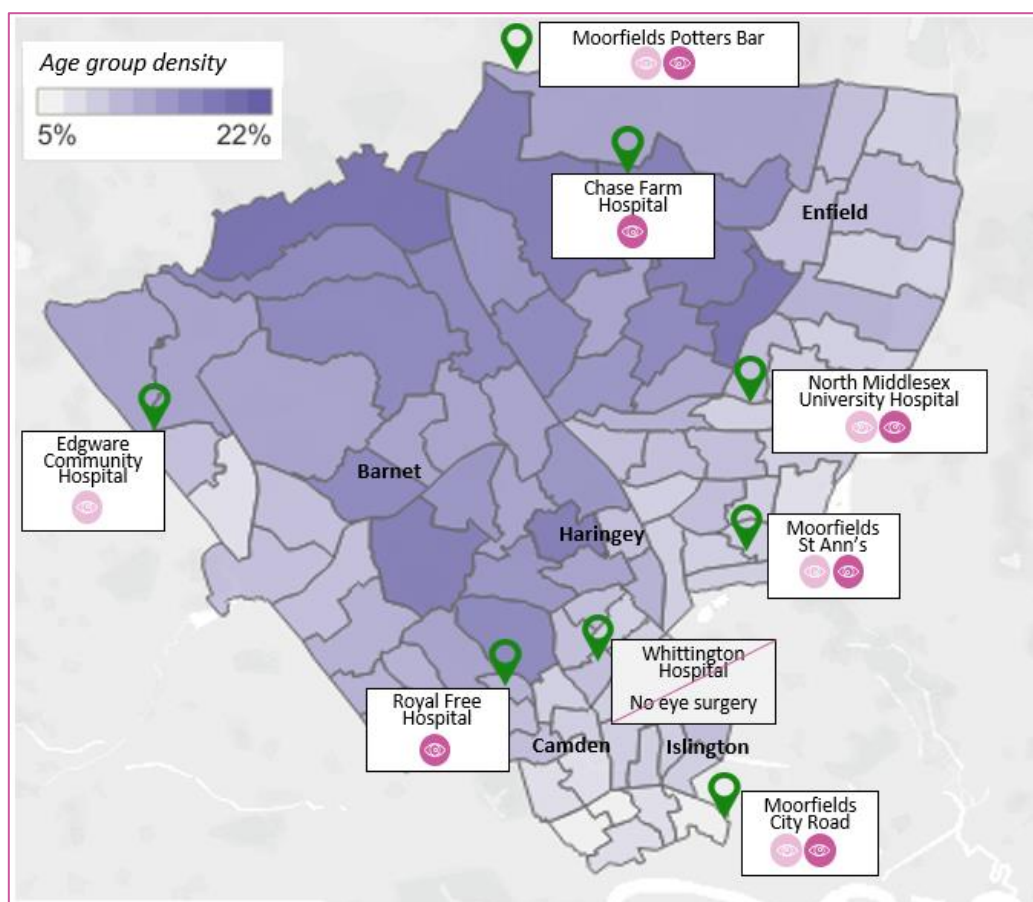 Age group density
5%
22%
Moorfields Potters Bar
Chase Farm
Hospital
Enfield
North Middlesex
University Hospital
Edgware
Community
Hospital
Barnet
Haringey
Moorfields
St Ann's
Whittington
Hospital
No eye surgery
Royal Free
Hospital
Camden
Islington
Moorfields
City Road